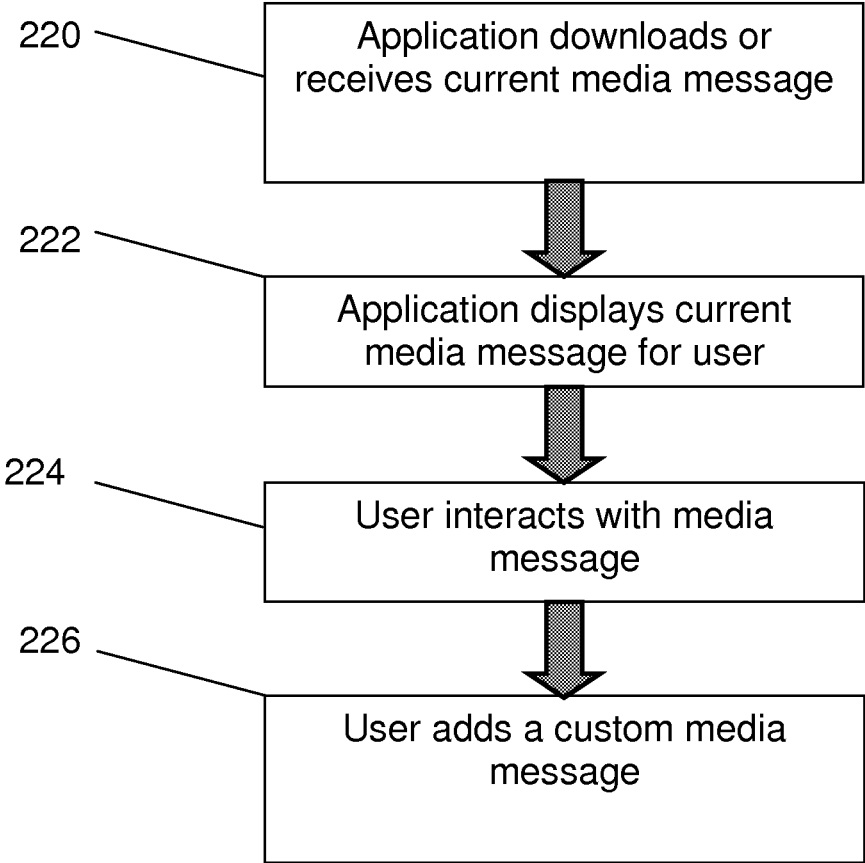 220
Application downloads or
receives current media message
222
Application displays current
media message for user
224
User interacts with media
message
226
User adds a custom media
message